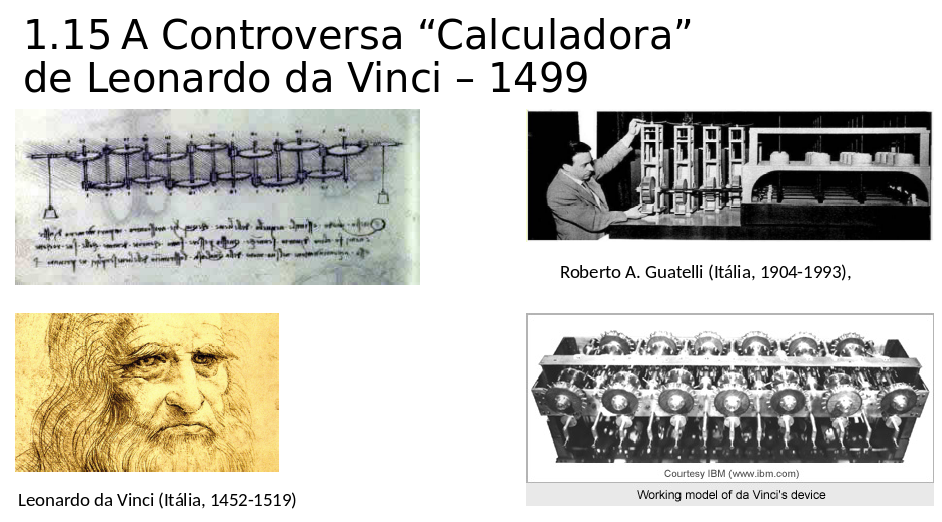 1.15 A Controversa “Calculadora”
de Leonardo da Vinci – 1499
Roberto A. Guatelli (Itália, 1904-1993),
Leonardo da Vinci (Itália, 1452-1519)
Courtesy IBM (www.ibm.com)
Working model of da Vinci's device